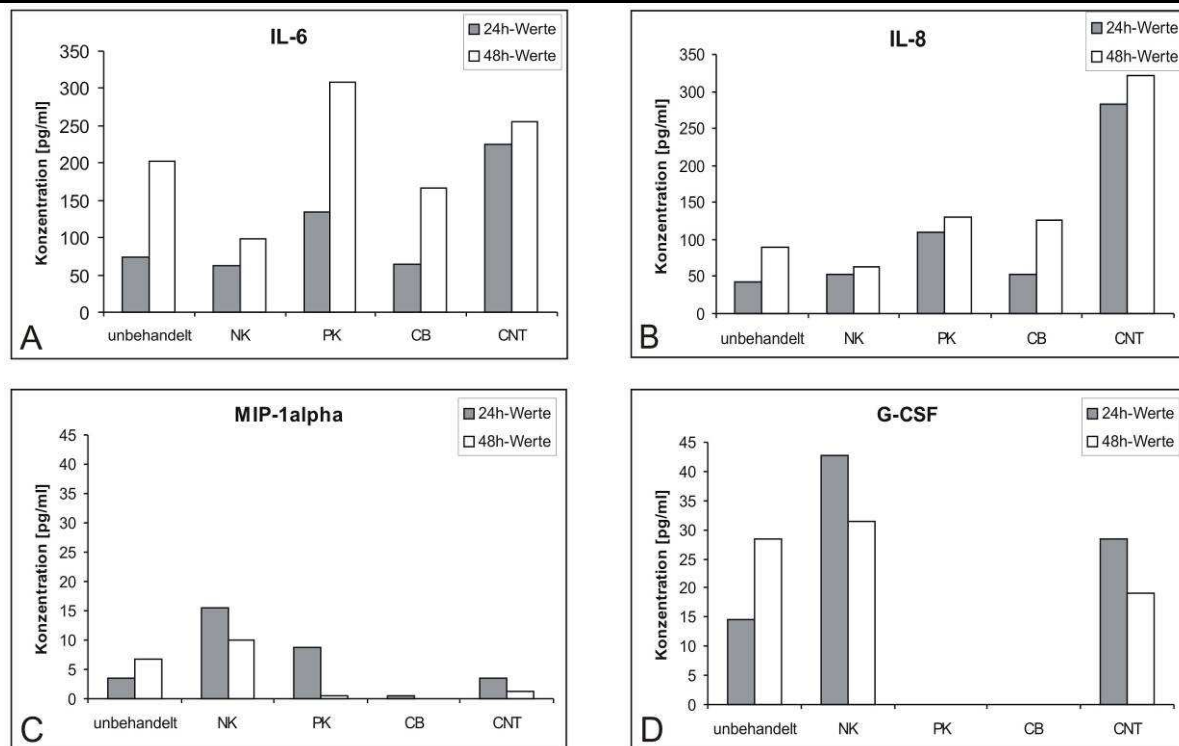 IL-6
24h-Werte
48h-Werte
Konzentration [pg/ml]
350
300
250
200
150
100
50
0
unbehandelt NK PK CB CNT
A
IL-8
24h-Werte
48h-Werte
Konzentration [pg/ml]
350
300
250
200
150
100
50
0
unbehandelt NK PK CB CNT
B
MIP-1alpha
24h-Werte
48h-Werte
Konzentration [pg/ml]
45
40
35
30
25
20
15
10
5
0
unbehandelt NK PK CB CNT
C
G-CSF
24h-Werte
48h-Werte
Konzentration [pg/ml]
45
40
35
30
25
20
15
10
5
0
unbehandelt NK PK CB CNT
D